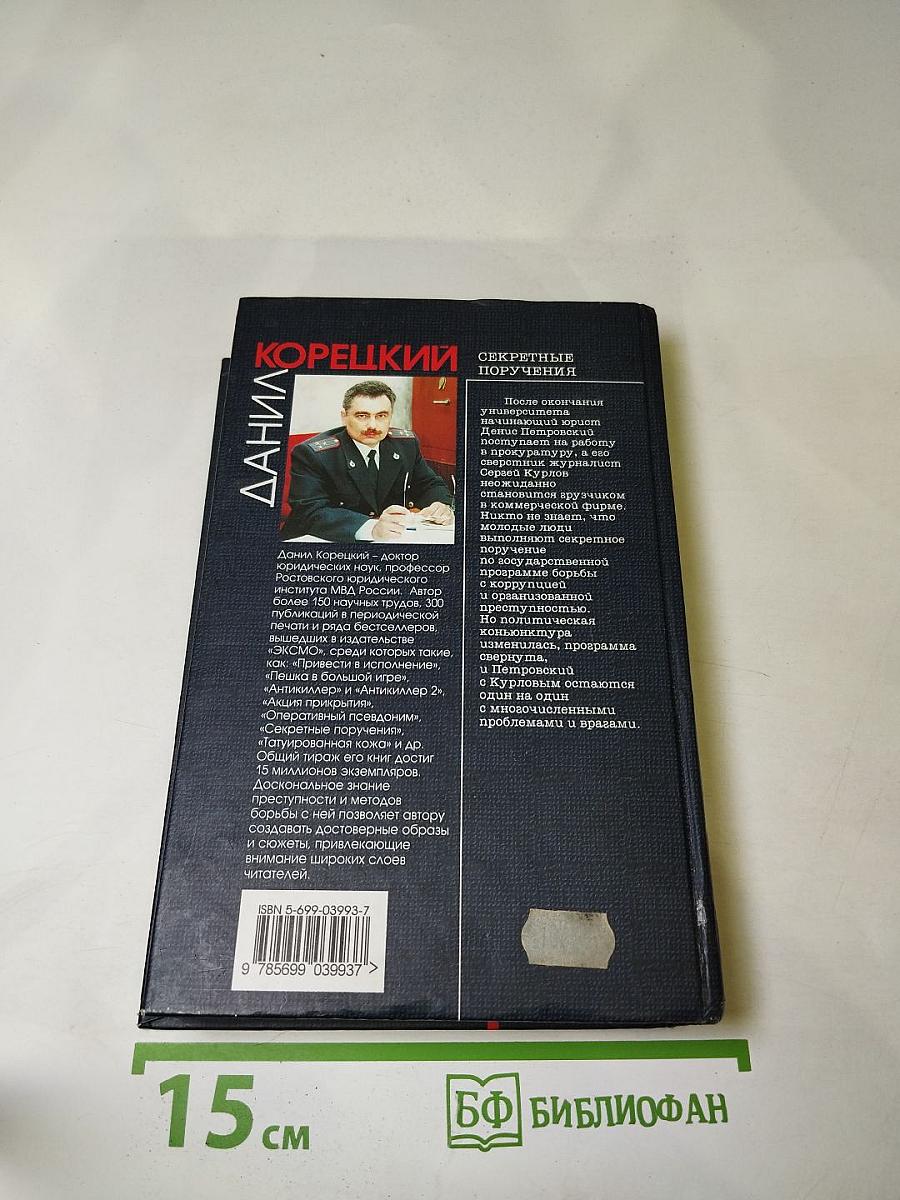 ДАНИЛ
КОРЕЦКИЙ
Данил Корецкий – доктор
юридических наук, профессор
Ростовского юридического
института МВД России. Автор
более 150 научных трудов, 300
публикаций в периодической
печати и ряда бестселлеров,
вышедших в издательстве
«ЭКСМО», среди которых такие,
как: «Привести в исполнение»,
«Пешка в большой игре»,
«Антикиллер» и «Антикиллер 2»,
«Акция прикрытия»,
«Оперативный псевдоним»,
«Секретные поручения»,
«Татуированная кожа» и др.
Общий тираж его книг достиг
15 миллионов экземпляров.
Доскональное знание
преступности и методов
борьбы с ней позволяет автору
создавать достоверные образы
и сюжеты, привлекающие
внимание широких слоев
читателей.
ISBN 5-699-03993-7
9 785699 039937 >
СЕКРЕТНЫЕ
ПОРУЧЕНИЯ
После окончания
университета
начинающий юрист
Денис Петровский
поступает на работу
в прокуратуру, а его
сверстник журналист
Сергей Курлов
неожиданно
становится грузчиком
в коммерческой фирме.
Никто не знает, что
молодые люди
выполняют секретное
поручение
по государственной
программе борьбы
с коррупцией
и организованной
преступностью.
Но политическая
конъюнктура
изменилась, программа
свернута,
и Петровский
с Курловым остаются
один на один
с многочисленными
проблемами и врагами.
15 см
БФ БИБЛИОФАН